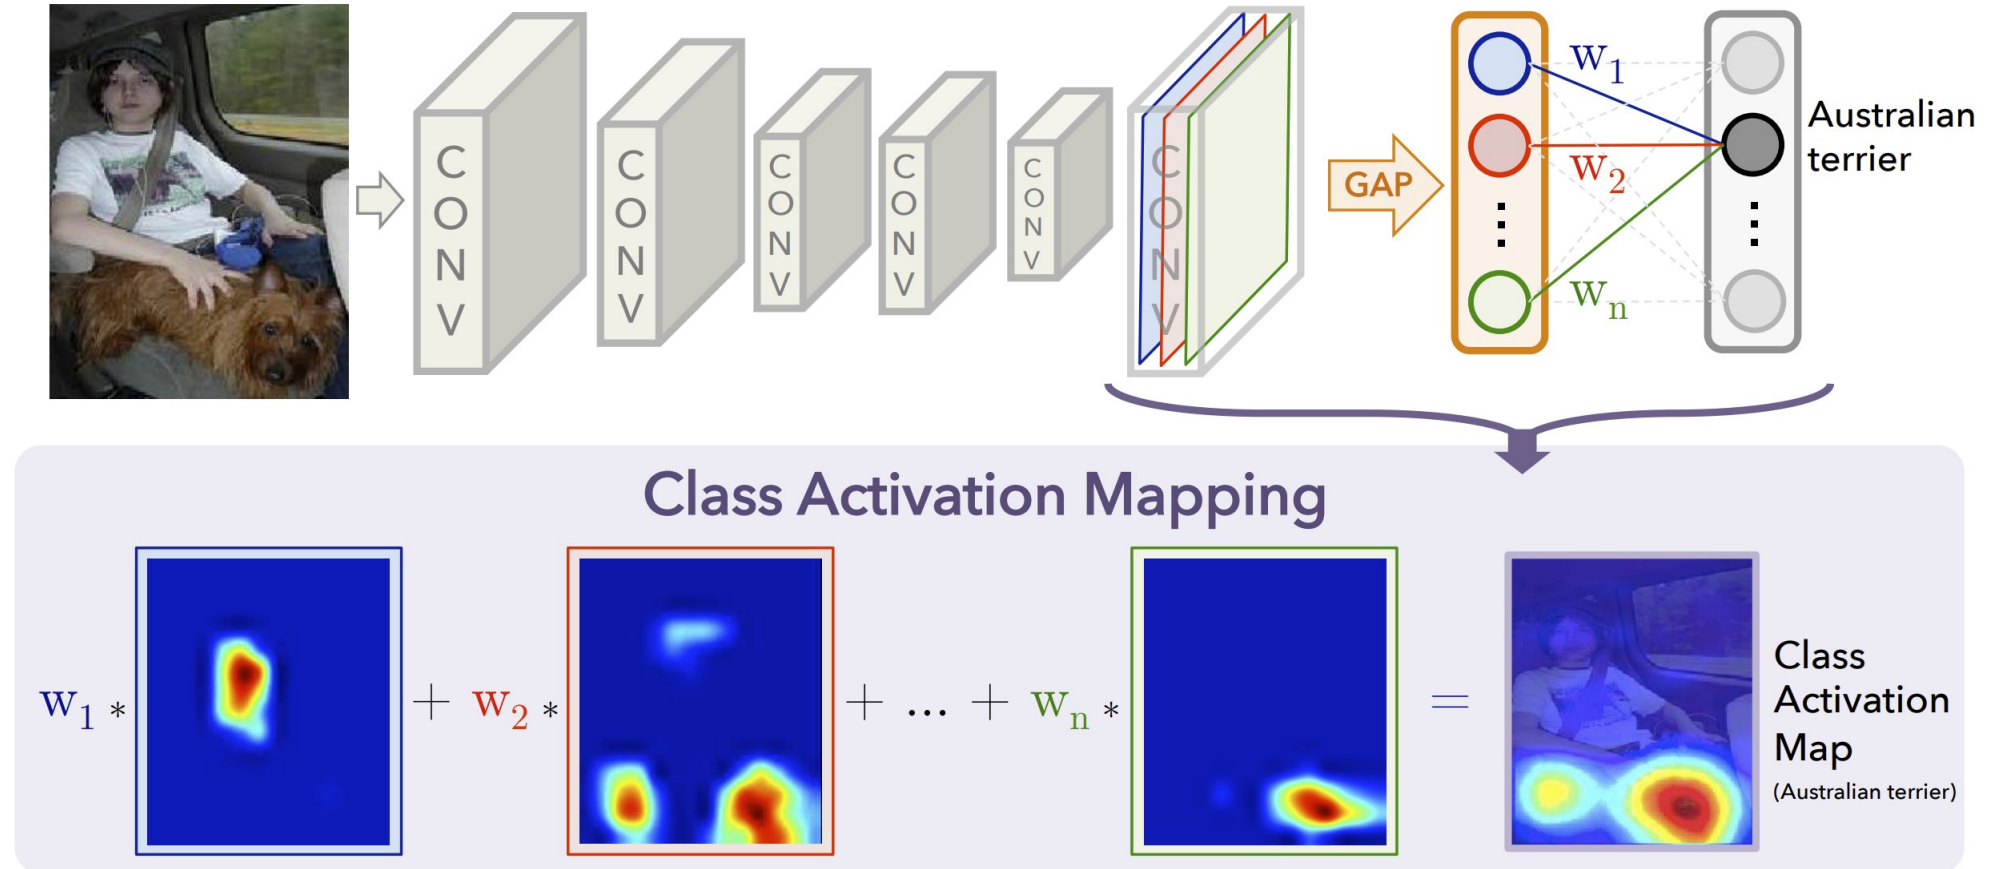 CONV
CONV
CONV
CONV
CONV
CONV
GAP
w1
w2
wn
Australian
terrier
Class Activation Mapping
w1 * + w2 * + ... + wn * =
Class
Activation
Map
(Australian terrier)